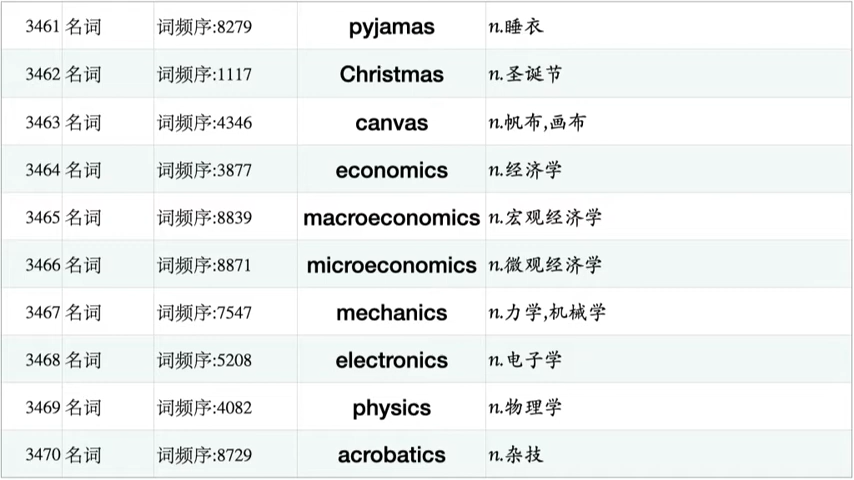 3461 名词 词频序:8279 pyjamas n.睡衣
3462 名词 词频序:1117 Christmas n.圣诞节
3463 名词 词频序:4346 canvas n.帆布,画布
3464 名词 词频序:3877 economics n.经济学
3465 名词 词频序:8839 macroeconomics n.宏观经济学
3466 名词 词频序:8871 microeconomics n.微观经济学
3467 名词 词频序:7547 mechanics n.力学,机械学
3468 名词 词频序:5208 electronics n.电子学
3469 名词 词频序:4082 physics n.物理学
3470 名词 词频序:8729 acrobatics n.杂技